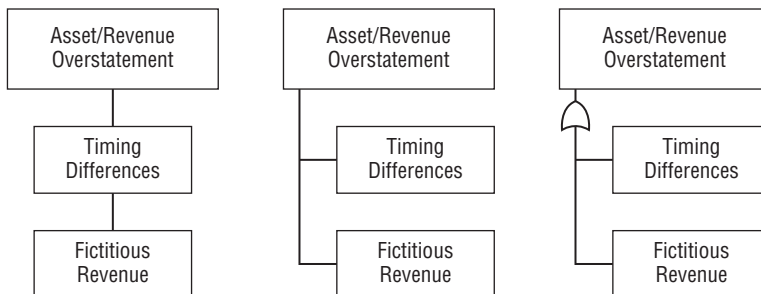 Asset/Revenue
Overstatement
Timing
Differences
Fictitious
Revenue
Asset/Revenue
Overstatement
Timing
Differences
Fictitious
Revenue
Asset/Revenue
Overstatement
Timing
Differences
Fictitious
Revenue